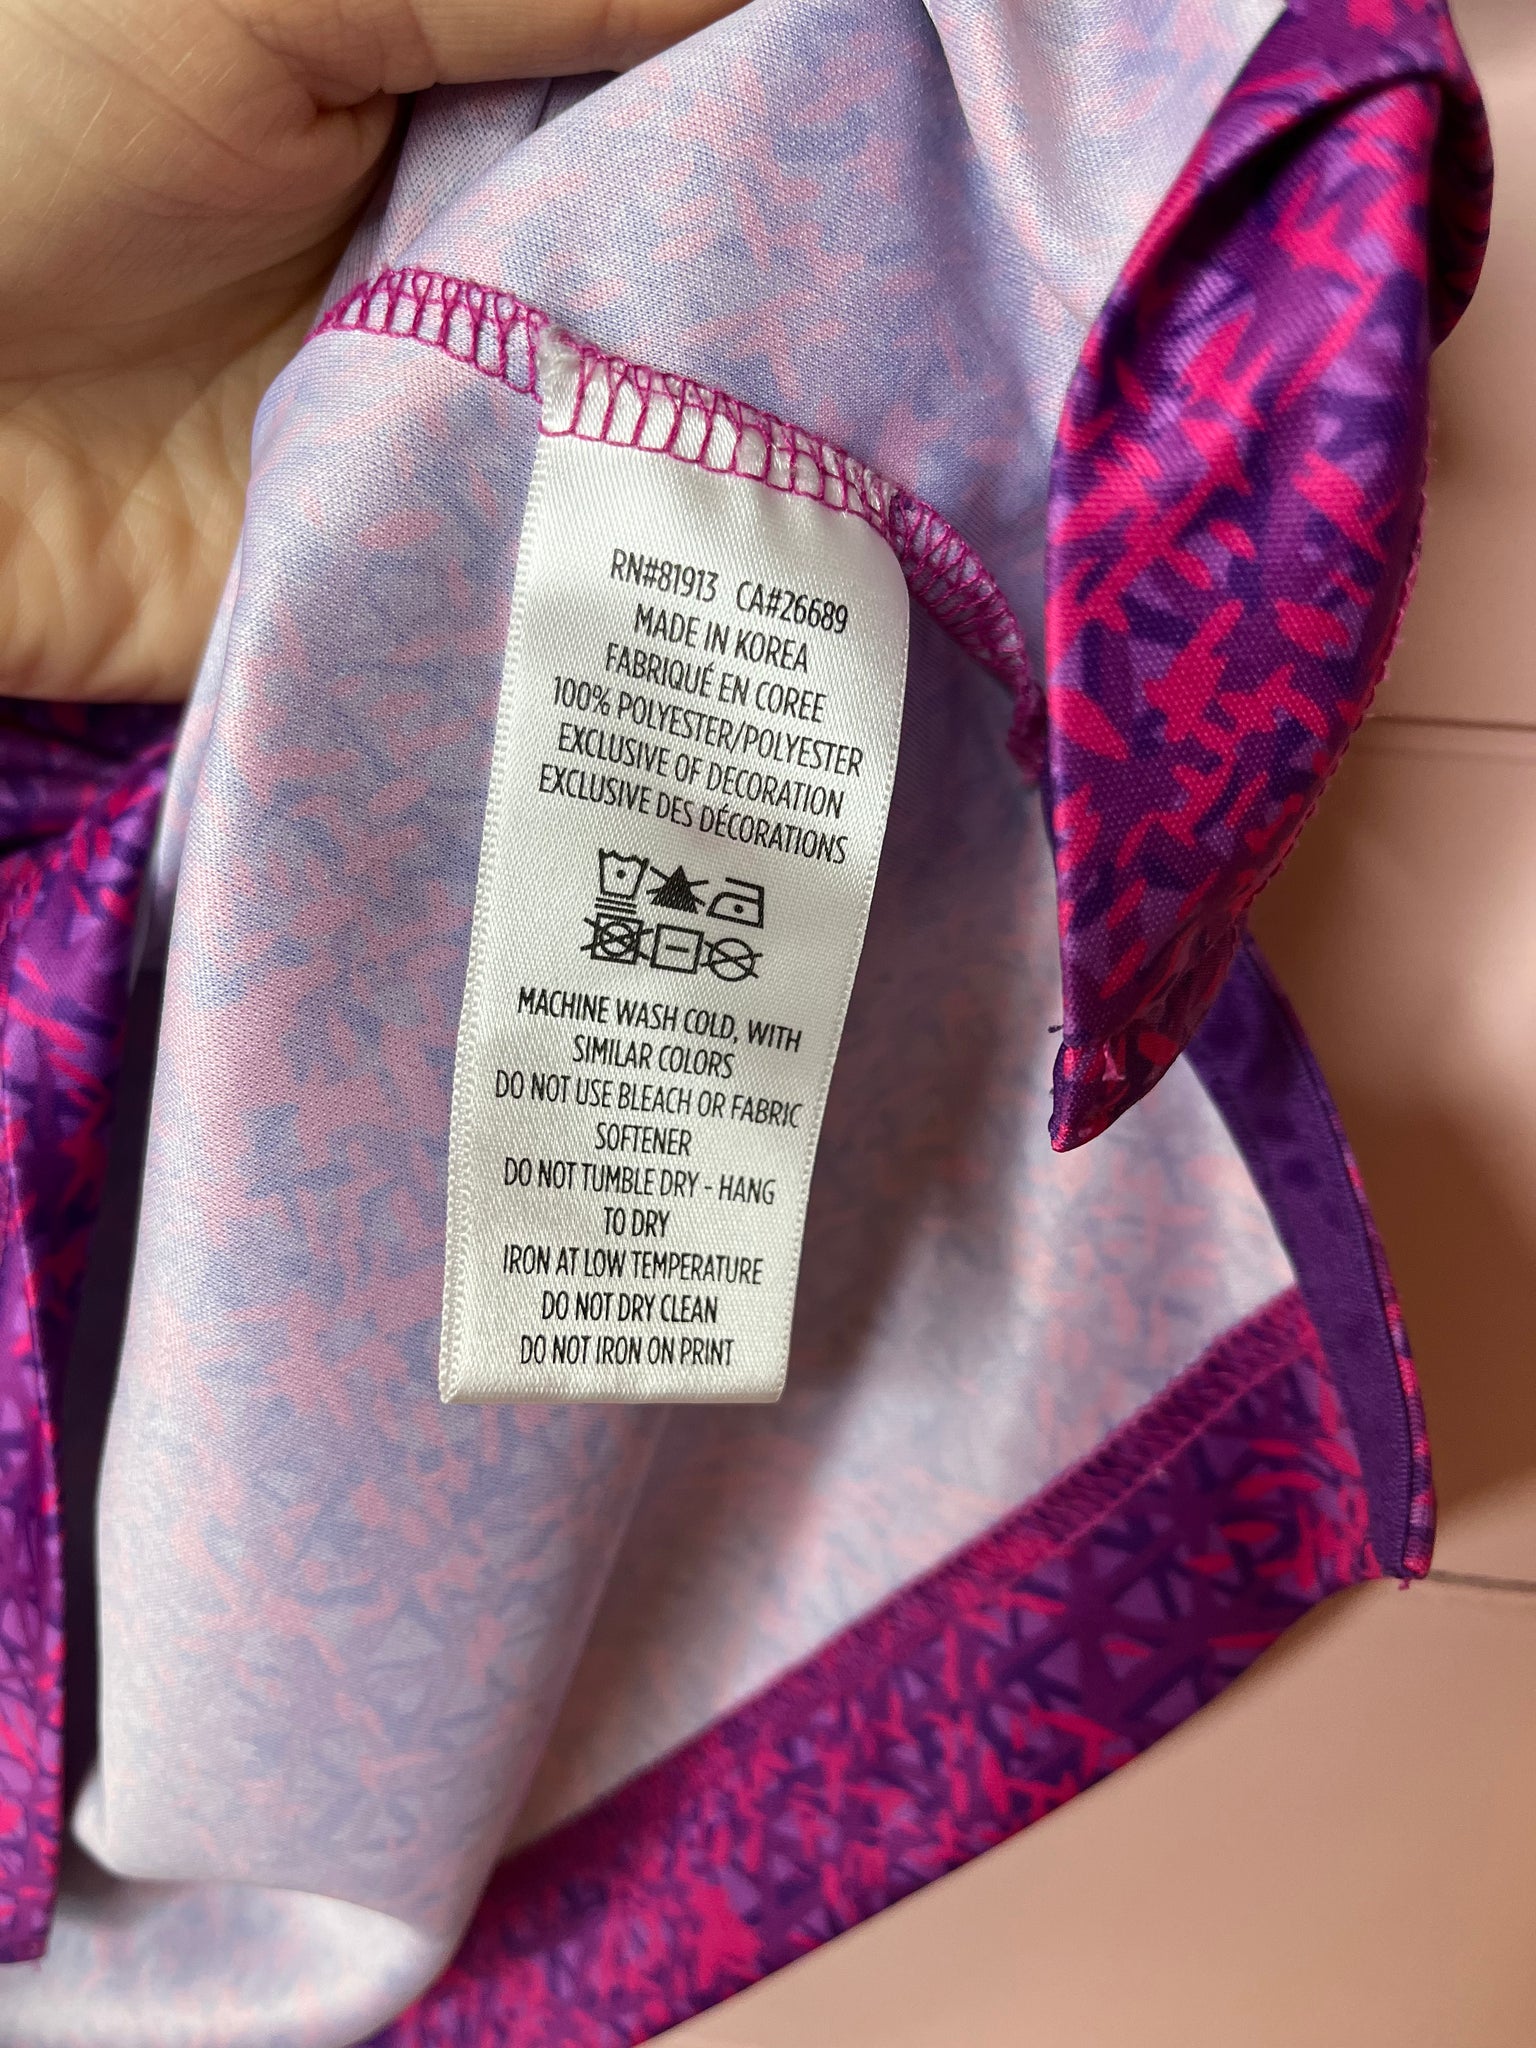 RN#81913 CA#26689
MADE IN KOREA
FABRIQUÉ EN COREE
100% POLYESTER/POLYESTER
EXCLUSIVE OF DECORATION
EXCLUSIVE DES DÉCORATIONS
MACHINE WASH COLD, WITH
SIMILAR COLORS
DO NOT USE BLEACH OR FABRIC
SOFTENER
DO NOT TUMBLE DRY - HANG
TO DRY
IRON AT LOW TEMPERATURE
DO NOT DRY CLEAN
DO NOT IRON ON PRINT